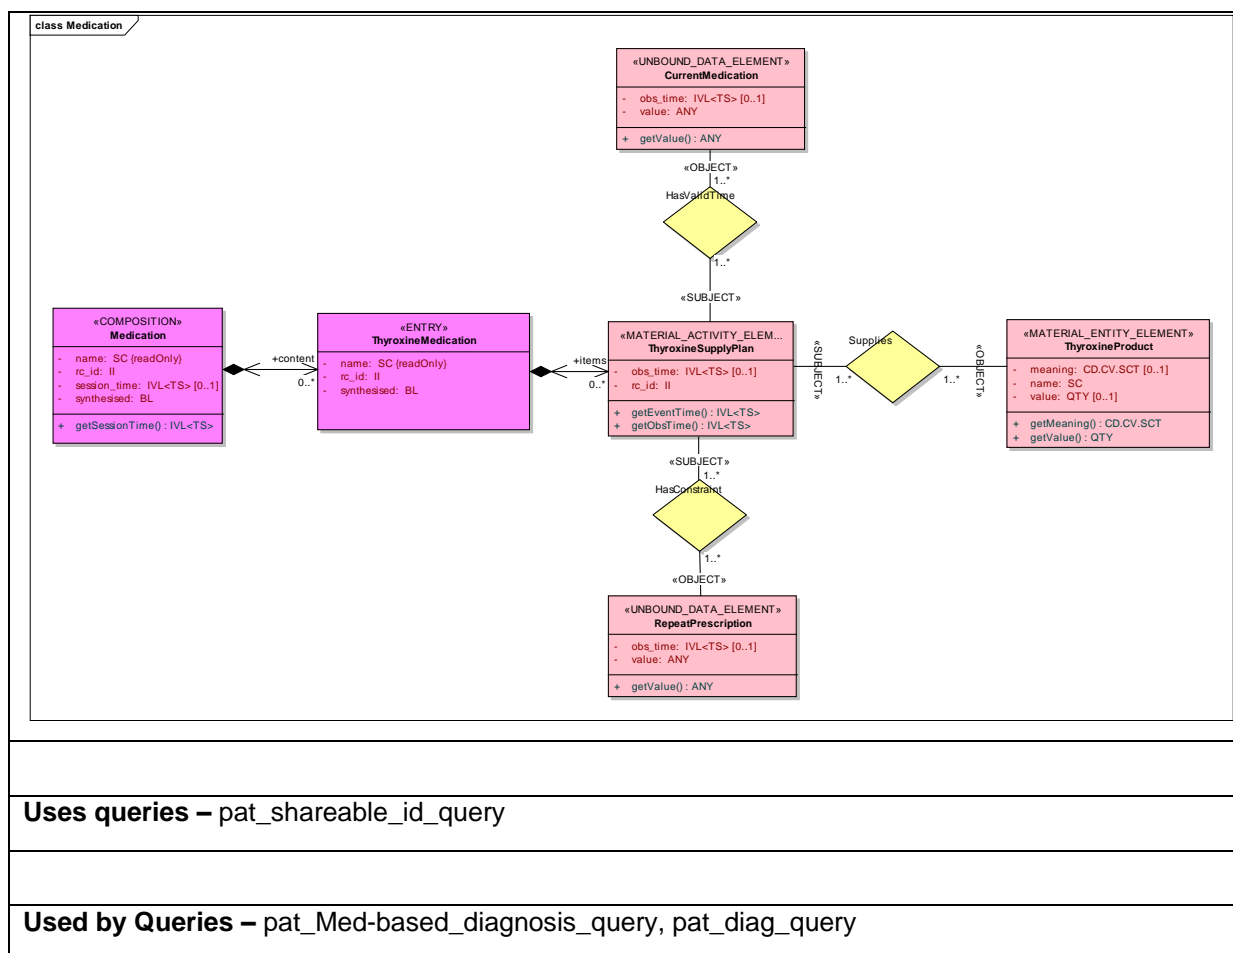 class Medication
«UNBOUND_DATA_ELEMENT»
CurrentMedication
- obs_time: IVL<TS> [0..1]
- value: ANY
+ getValue() : ANY
«OBJECT»
1..*
HasValidTime
1..*
«SUBJECT»
«COMPOSITION»
Medication
- name: SC {readOnly}
- rc_id: II
- session_time: IVL<TS> [0..1]
- synthesised: BL
+ getSessionTime() : IVL<TS>
+content
0..*
«ENTRY»
ThyroxineMedication
- name: SC {readOnly}
- rc_id: II
- synthesised: BL
+items
0..*
«MATERIAL_ACTIVITY_ELEM...
ThyroxineSupplyPlan
- obs_time: IVL<TS> [0..1]
- rc_id: II
+ getEventTime() : IVL<TS>
+ getObsTime() : IVL<TS>
«SUBJECT»
1..*
Supplies
1..*
«OBJECT»
«MATERIAL_ENTITY_ELEMENT»
ThyroxineProduct
- meaning: CD.CV.SCT [0..1]
- name: SC
- value: QTY [0..1]
+ getMeaning() : CD.CV.SCT
+ getValue() : QTY
«SUBJECT»
1..*
HasConstraint
1..*
«OBJECT»
«UNBOUND_DATA_ELEMENT»
RepeatPrescription
- obs_time: IVL<TS> [0..1]
- value: ANY
+ getValue() : ANY
Uses queries – pat_shareable_id_query
Used by Queries – pat_Med-based_diagnosis_query, pat_diag_query